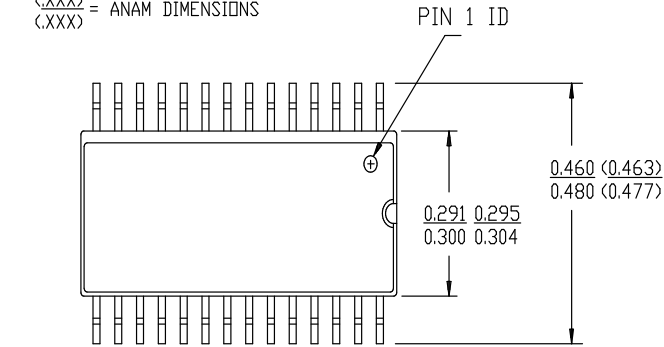 (.XXX)
(.XXX) = ANAM DIMENSIONS
PIN 1 ID
0.460 (0.463)
0.480 (0.477)
0.291 0.295
0.300 0.304